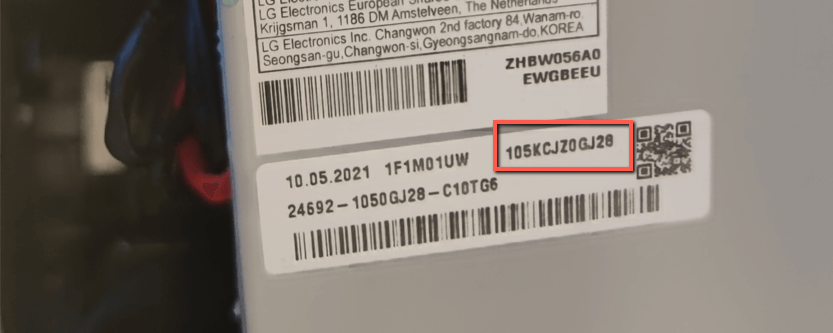 LG Electronics European Shared
Krijgsman 1, 1186 DM Amstelveen, The Netherlands
LG Electronics Inc. Changwon 2nd factory 84,Wanam-ro,
Seongsan-gu,Changwon-si,Gyeongsangnam-do,KOREA
ZHBW056A0
EWGBEEU
10.05.2021 1F1M01UW 105KCJZ0GJ28
24692-1050GJ28-C10TG6